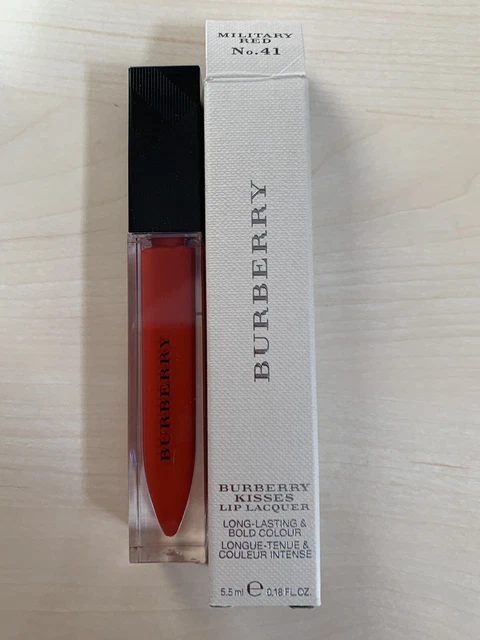 MILITARY
RED
No.41
BURBERRY
BURBERRY
BURBERRY
KISSES
LIP LACQUER
LONG-LASTING &
BOLD COLOUR
LONGUE-TENUE &
COULEUR INTENSE
5.5 ml e 0.18 FL.OZ.